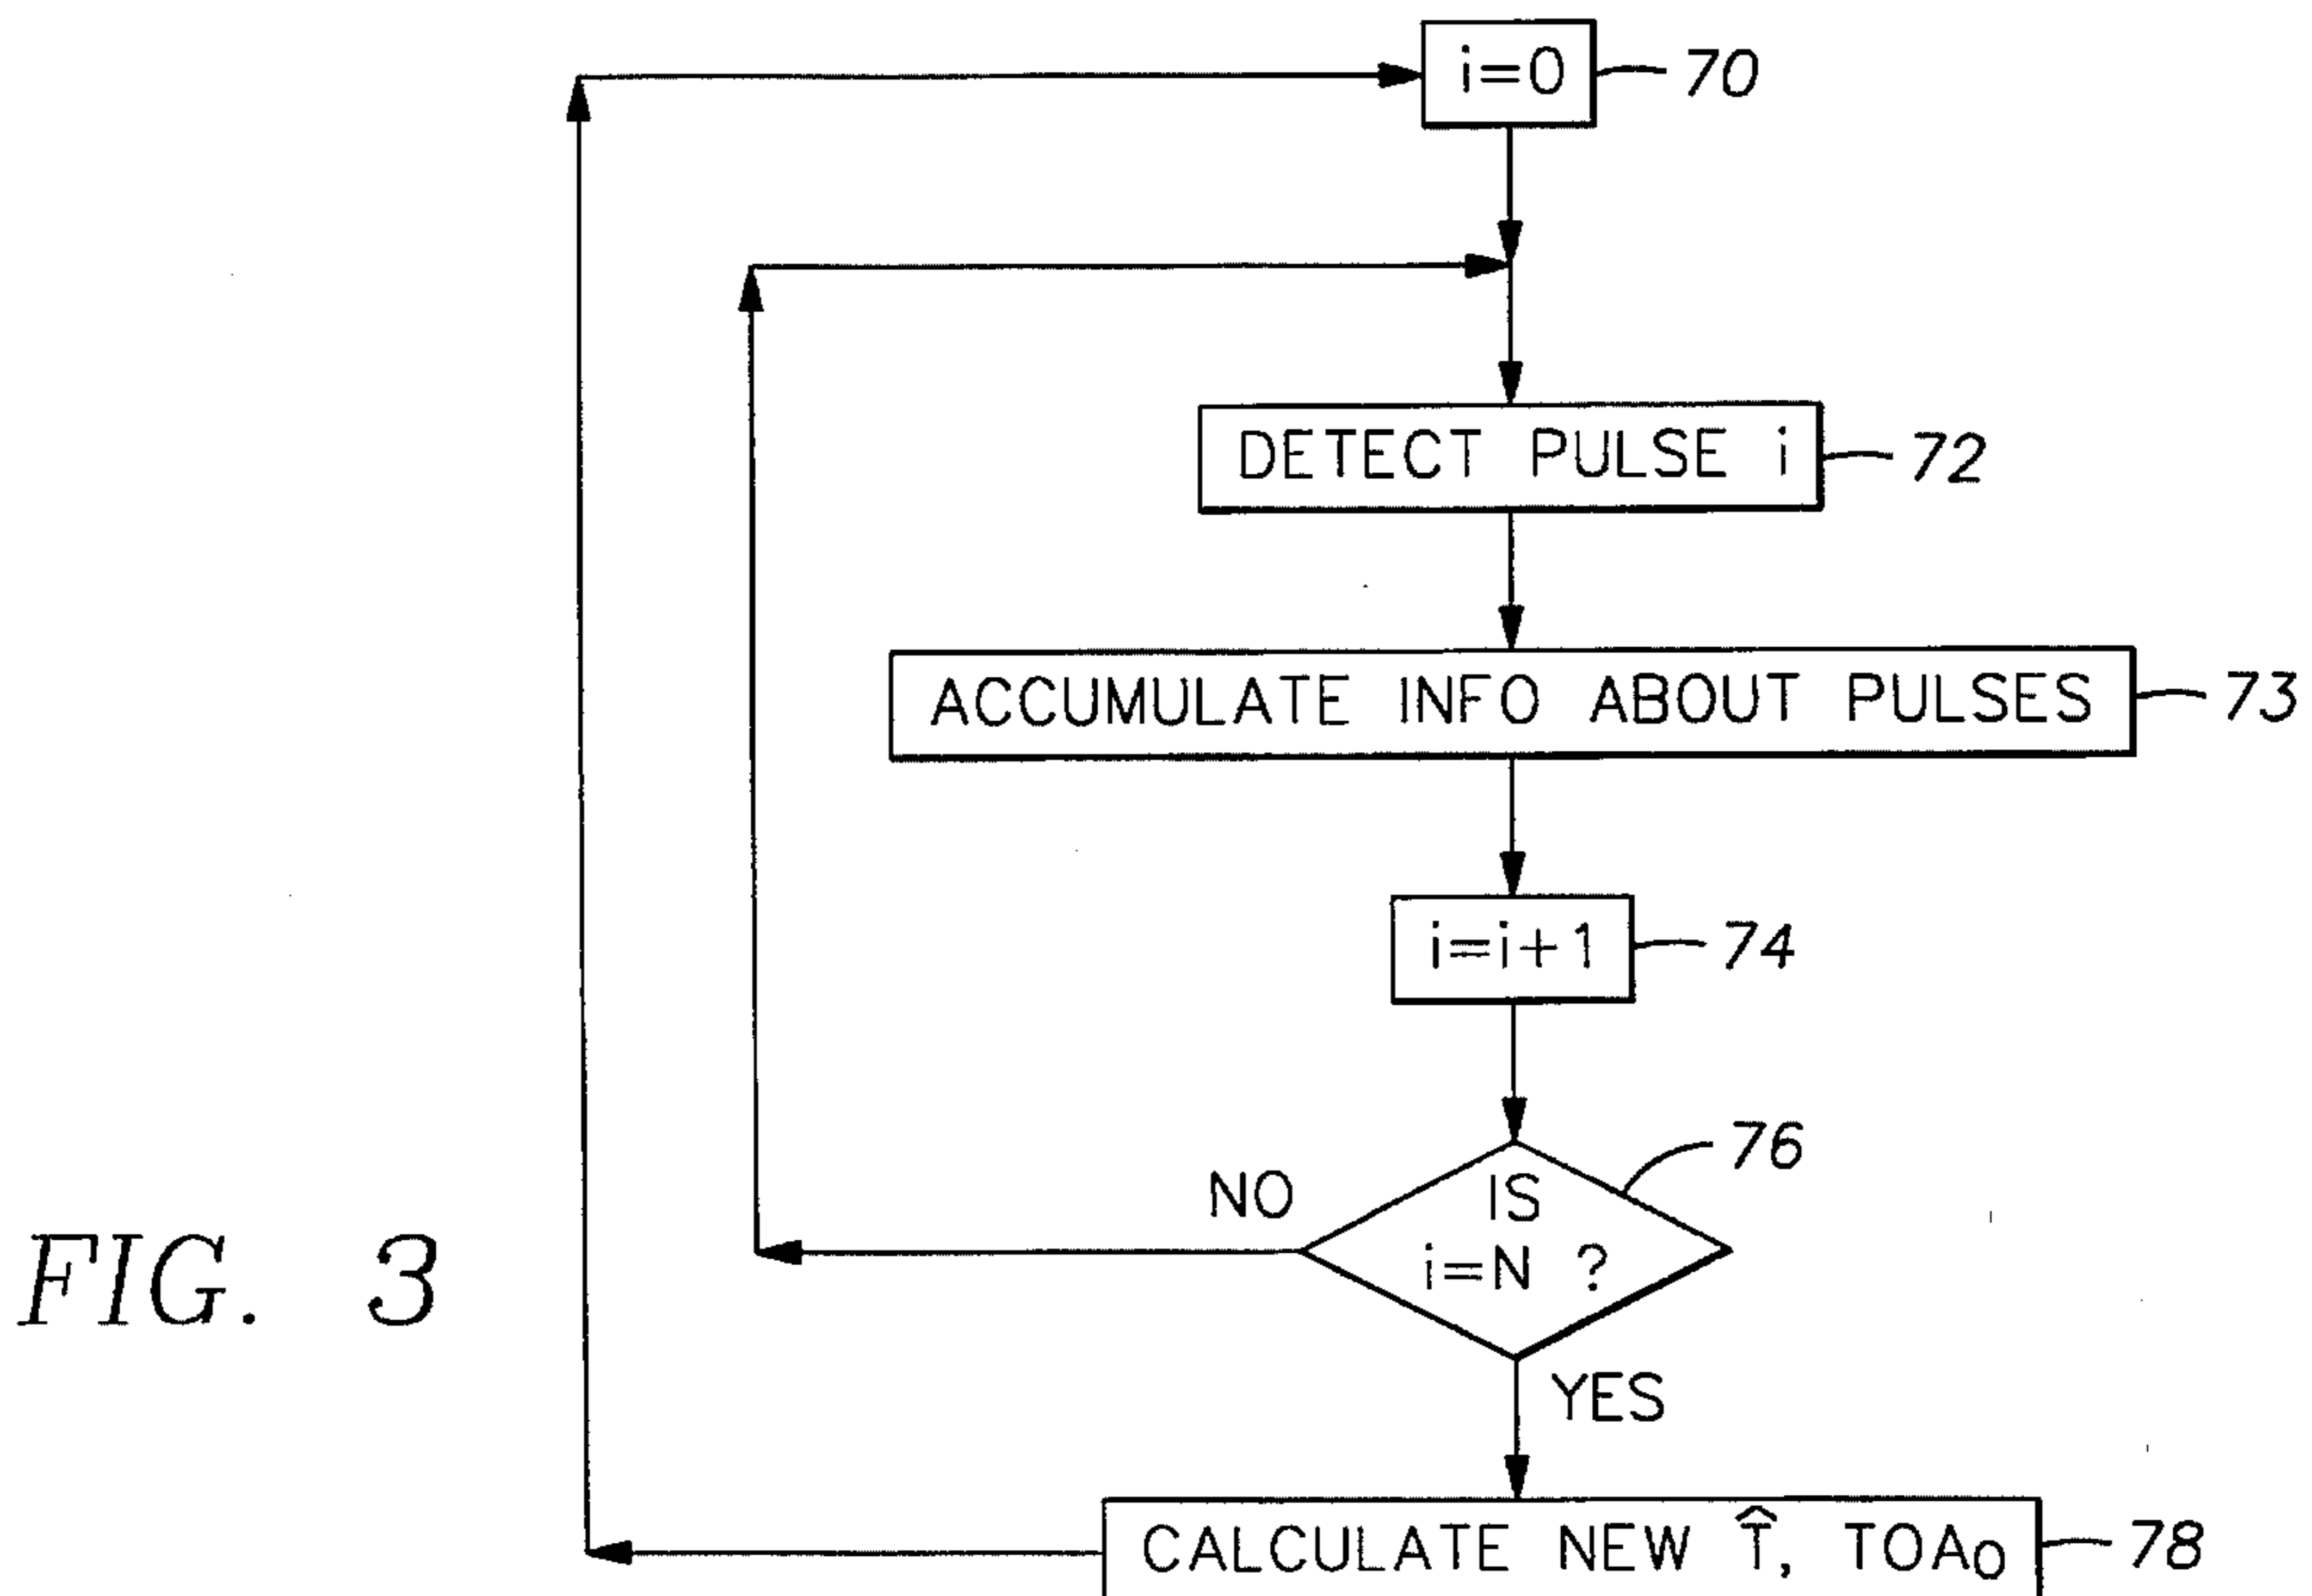 i=0 70
DETECT PULSE i 72
ACCUMULATE INFO ABOUT PULSES 73
i=i+1 74
76
NO
IS
i=N ?
YES
FIG. 3
CALCULATE NEW T̂, TOA₀ 78